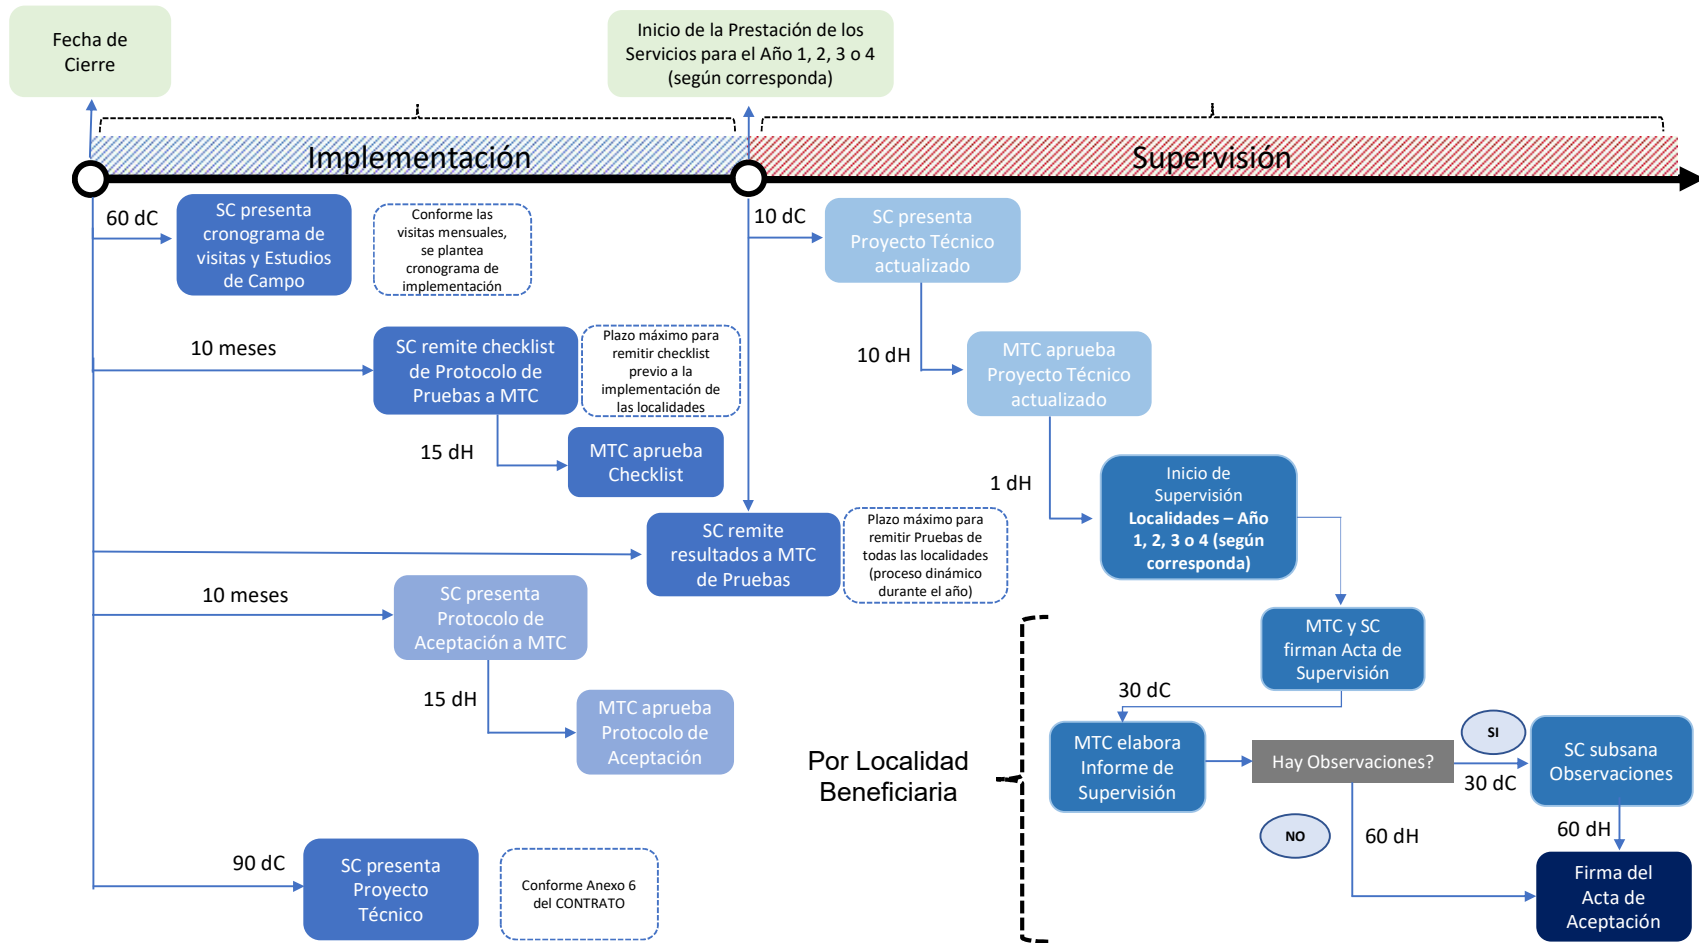 Fecha de
Cierre
Inicio de la Prestación de los
Servicios para el Año 1, 2, 3 o 4
(según corresponda)
Implementación
Supervisión
60 dC
SC presenta
cronograma de
visitas y Estudios
de Campo
Conforme las
visitas mensuales,
se plantea
cronograma de
implementación
10 dC
SC presenta
Proyecto Técnico
actualizado
10 meses
SC remite checklist
de Protocolo de
Pruebas a MTC
Plazo máximo para
remitir checklist
previo a la
implementación de
las localidades
10 dH
MTC aprueba
Proyecto Técnico
actualizado
15 dH
MTC aprueba
Checklist
1 dH
Inicio de
Supervisión
Localidades – Año
1, 2, 3 o 4 (según
corresponda)
SC remite
resultados a MTC
de Pruebas
Plazo máximo para
remitir Pruebas de
todas las localidades
(proceso dinámico
durante el año)
10 meses
SC presenta
Protocolo de
Aceptación a MTC
MTC y SC
firman Acta de
Supervisión
15 dH
MTC aprueba
Protocolo de
Aceptación
30 dC
Por Localidad
Beneficiaria
MTC elabora
Informe de
Supervisión
Hay Observaciones?
SI
30 dC
SC subsana
Observaciones
NO
60 dH
60 dH
Firma del
Acta de
Aceptación
90 dC
SC presenta
Proyecto
Técnico
Conforme Anexo 6
del CONTRATO